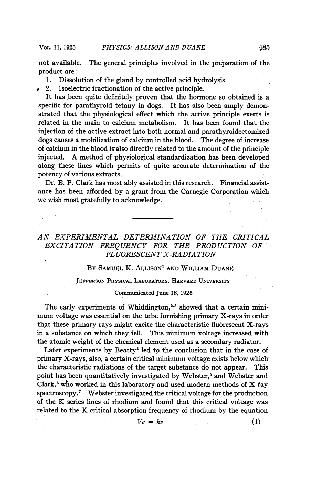 VOL. 11, 1925 PHYSICS: ALLISON AND DUANE 485
not available. The general principles involved in the preparation of the
product are:
1. Dissolution of the gland by controlled acid hydrolysis
2. Isoelectric fractionation of the active principle.
It has been quite definitely proven that the hormone so obtained is a
specific for parathyroid tetany in dogs. It has also been amply demon-
strated that the physiological effect which the active principle exerts is
related in the main to calcium metabolism. It has been found that the
injection of the active extract into both normal and parathyroidectomized
dogs causes a mobilization of calcium in the blood. The degree of increase
of calcium in the blood is also directly related to the amount of the principle
injected. A method of physiological standardization has been developed
along these lines which permits of quite accurate determination of the
potency of various extracts.
Dr. E. P. Clark has most ably assisted in this research. Financial assist-
ance has been afforded by a grant from the Carnegie Corporation which
we wish most gratefully to acknowledge.
AN EXPERIMENTAL DETERMINATION OF THE CRITICAL
EXCITATION FREQUENCY FOR THE PRODUCTION OF
FLUORESCENT X-RADIATION
BY SAMUEL K. ALLISON AND WILLIAM DUANE
JEFFERSON PHYSICAL LABORATORY, HARVARD UNIVERSITY
Communicated June 18, 1925
The early experiments of Whiddington, showed that a certain mini-
mum voltage was essential on the tube furnishing primary X-rays in order
that these primary rays might excite the characteristic fluorescent X-rays
in a substance on which they fell. This minimum voltage increased with
the atomic weight of the chemical element used as a secondary radiator.
Later experiments by Beatty led to the conclusion that in the case of
primary X-rays, also, a certain critical minimum voltage exists below which
the characteristic radiations of the target substance do not appear. This
point has been quantitatively investigated by Webster, and Webster and
Clark, who worked in this laboratory and used modern methods of X-ray
spectroscopy. Webster investigated the critical voltage for the production
of the K series lines of rhodium and found that this critical voltage was
related to the K critical absorption frequency of rhodium by the equation
Ve = hν (1)